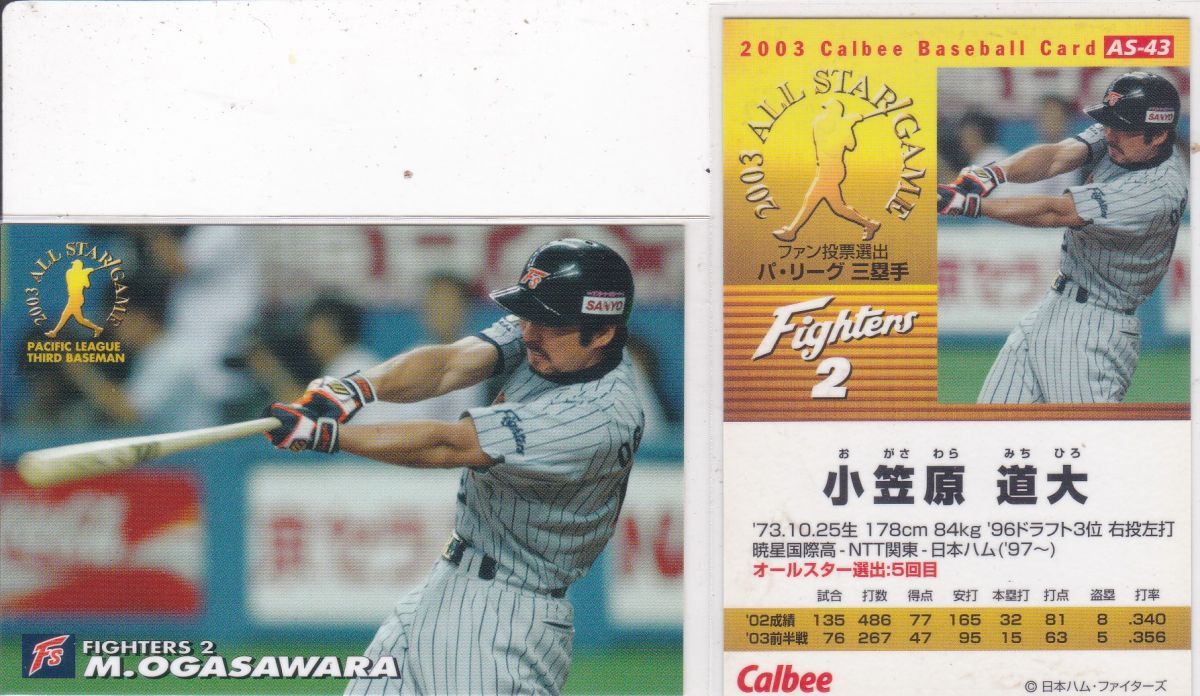 2003 ALL STAR GAME
PACIFIC LEAGUE
THIRD BASEMAN
Fs
SANYO
Fighters
Fs
FIGHTERS 2
M.OGASAWARA
2003 Calbee Baseball Card AS-43
2003 ALL STAR GAME
SANYO
Fighters
ファン投票選出
パ・リーグ 三塁手
Fighters
2
お がさ わら みち ひろ
小笠原 道大
'73.10.25生 178cm 84kg '96ドラフト3位 右投左打
暁星国際高-NTT関東-日本ハム('97~)
オールスター選出:5回目
試合 打数 得点 安打 本塁打 打点 盗塁 打率
'02成績 135 486 77 165 32 81 8 .340
'03前半戦 76 267 47 95 15 63 5 .356
Calbee
© 日本ハム・ファイターズ